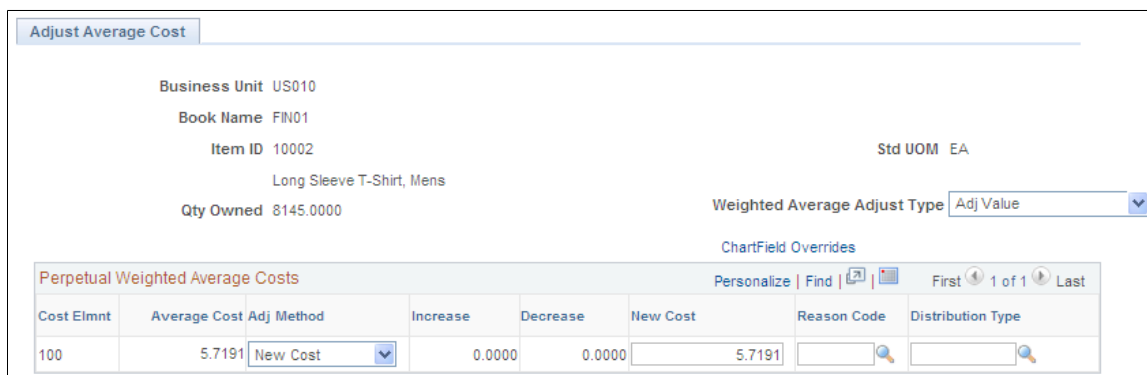 Adjust Average Cost
Business Unit US010
Book Name FIN01
Item ID 10002 Std UOM EA
Long Sleeve T-Shirt, Mens
Qty Owned 8145.0000 Weighted Average Adjust Type Adj Value
ChartField Overrides
Perpetual Weighted Average Costs Personalize | Find | | First 1 of 1 Last
Cost Elmnt Average Cost Adj Method Increase Decrease New Cost Reason Code Distribution Type
100 5.7191 New Cost 0.0000 0.0000 5.7191